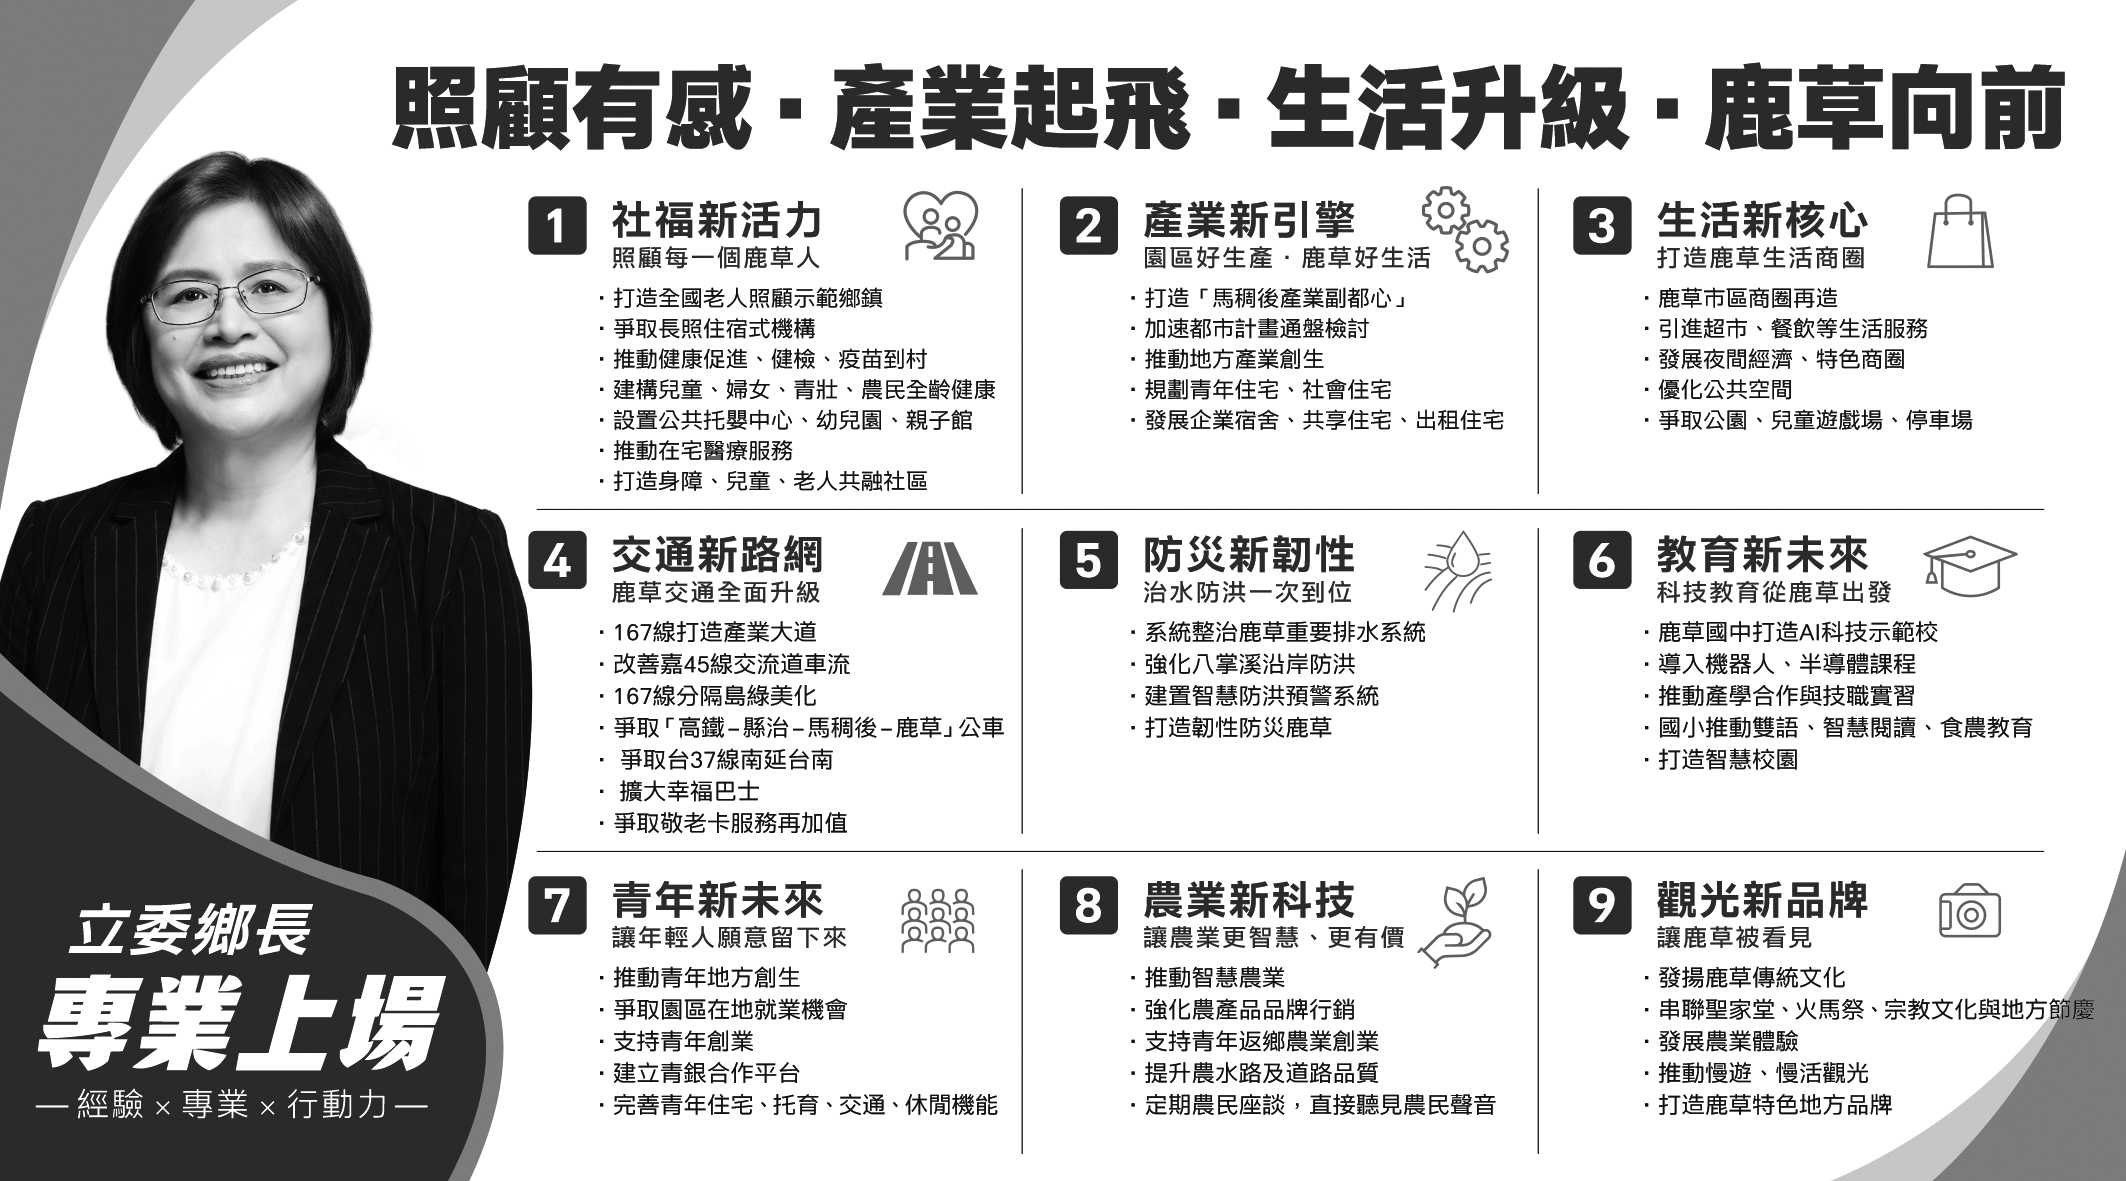 照顧有感·產業起飛·生活升級·鹿草向前
1 社福新活力
照顧每一個鹿草人
·打造全國老人照顧示範鄉鎮
·爭取長照住宿式機構
·推動健康促進、健檢、疫苗到村
·建構兒童、婦女、青壯、農民全齡健康
·設置公共托嬰中心、幼兒園、親子館
·推動在宅醫療服務
·打造身障、兒童、老人共融社區
2 產業新引擎
園區好生產·鹿草好生活
·打造「馬稠後產業副都心」
·加速都市計畫通盤檢討
·推動地方產業創生
·規劃青年住宅、社會住宅
·發展企業宿舍、共享住宅、出租住宅
3 生活新核心
打造鹿草生活商圈
·鹿草市區商圈再造
·引進超市、餐飲等生活服務
·發展夜間經濟、特色商圈
·優化公共空間
·爭取公園、兒童遊戲場、停車場
4 交通新路網
鹿草交通全面升級
·167線打造產業大道
·改善嘉45線交流道車流
·167線分隔島綠美化
·爭取「高鐵–縣治–馬稠後–鹿草」公車
· 爭取台37線南延台南
· 擴大幸福巴士
·爭取敬老卡服務再加值
5 防災新韌性
治水防洪一次到位
·系統整治鹿草重要排水系統
·強化八掌溪沿岸防洪
·建置智慧防洪預警系統
·打造韌性防災鹿草
6 教育新未來
科技教育從鹿草出發
·鹿草國中打造AI科技示範校
·導入機器人、半導體課程
·推動產學合作與技職實習
·國小推動雙語、智慧閱讀、食農教育
·打造智慧校園
7 青年新未來
讓年輕人願意留下來
·推動青年地方創生
·爭取園區在地就業機會
·支持青年創業
·建立青銀合作平台
·完善青年住宅、托育、交通、休閒機能
8 農業新科技
讓農業更智慧、更有價
·推動智慧農業
·強化農產品品牌行銷
·支持青年返鄉農業創業
·提升農水路及道路品質
·定期農民座談，直接聽見農民聲音
9 觀光新品牌
讓鹿草被看見
·發揚鹿草傳統文化
·串聯聖家堂、火馬祭、宗教文化與地方節慶
·發展農業體驗
·推動慢遊、慢活觀光
·打造鹿草特色地方品牌
立委鄉長
專業上場
—經驗×專業×行動力—